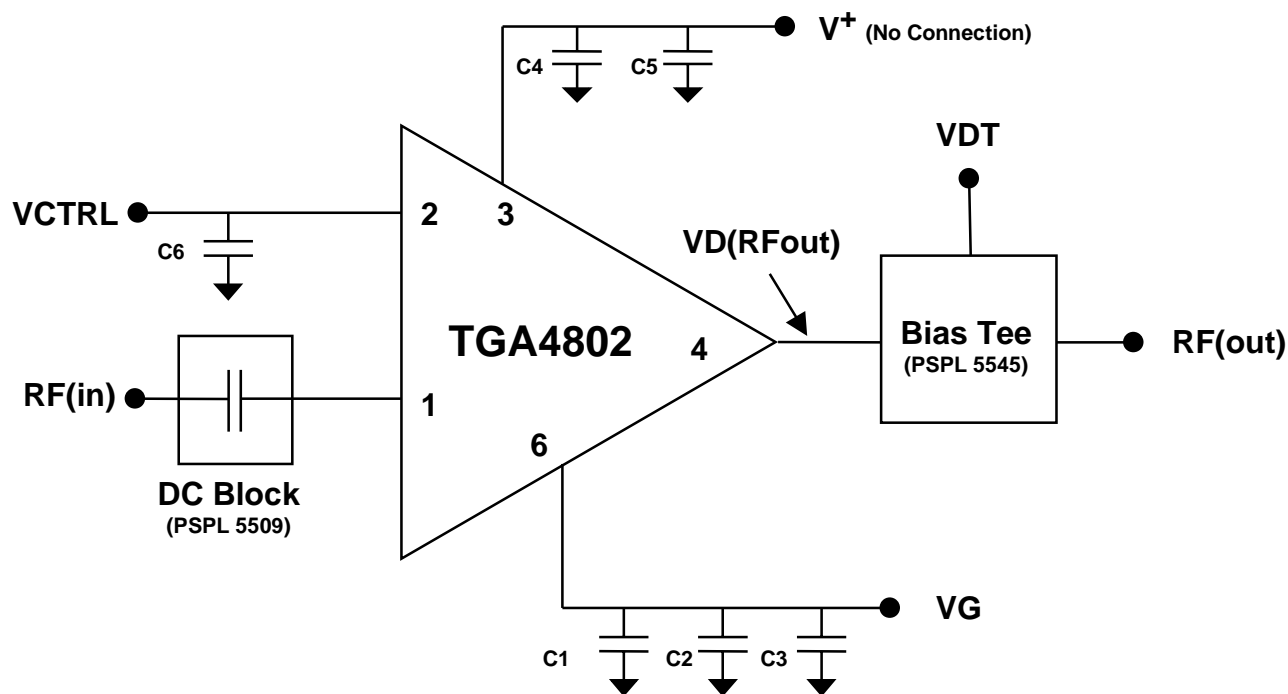 V+ (No Connection)
C4
C5
VDT
VCTRL
2
3
C6
VD(RFout)
TGA4802
4
Bias Tee
(PSPL 5545)
RF(out)
RF(in)
1
6
DC Block
(PSPL 5509)
VG
C1
C2
C3